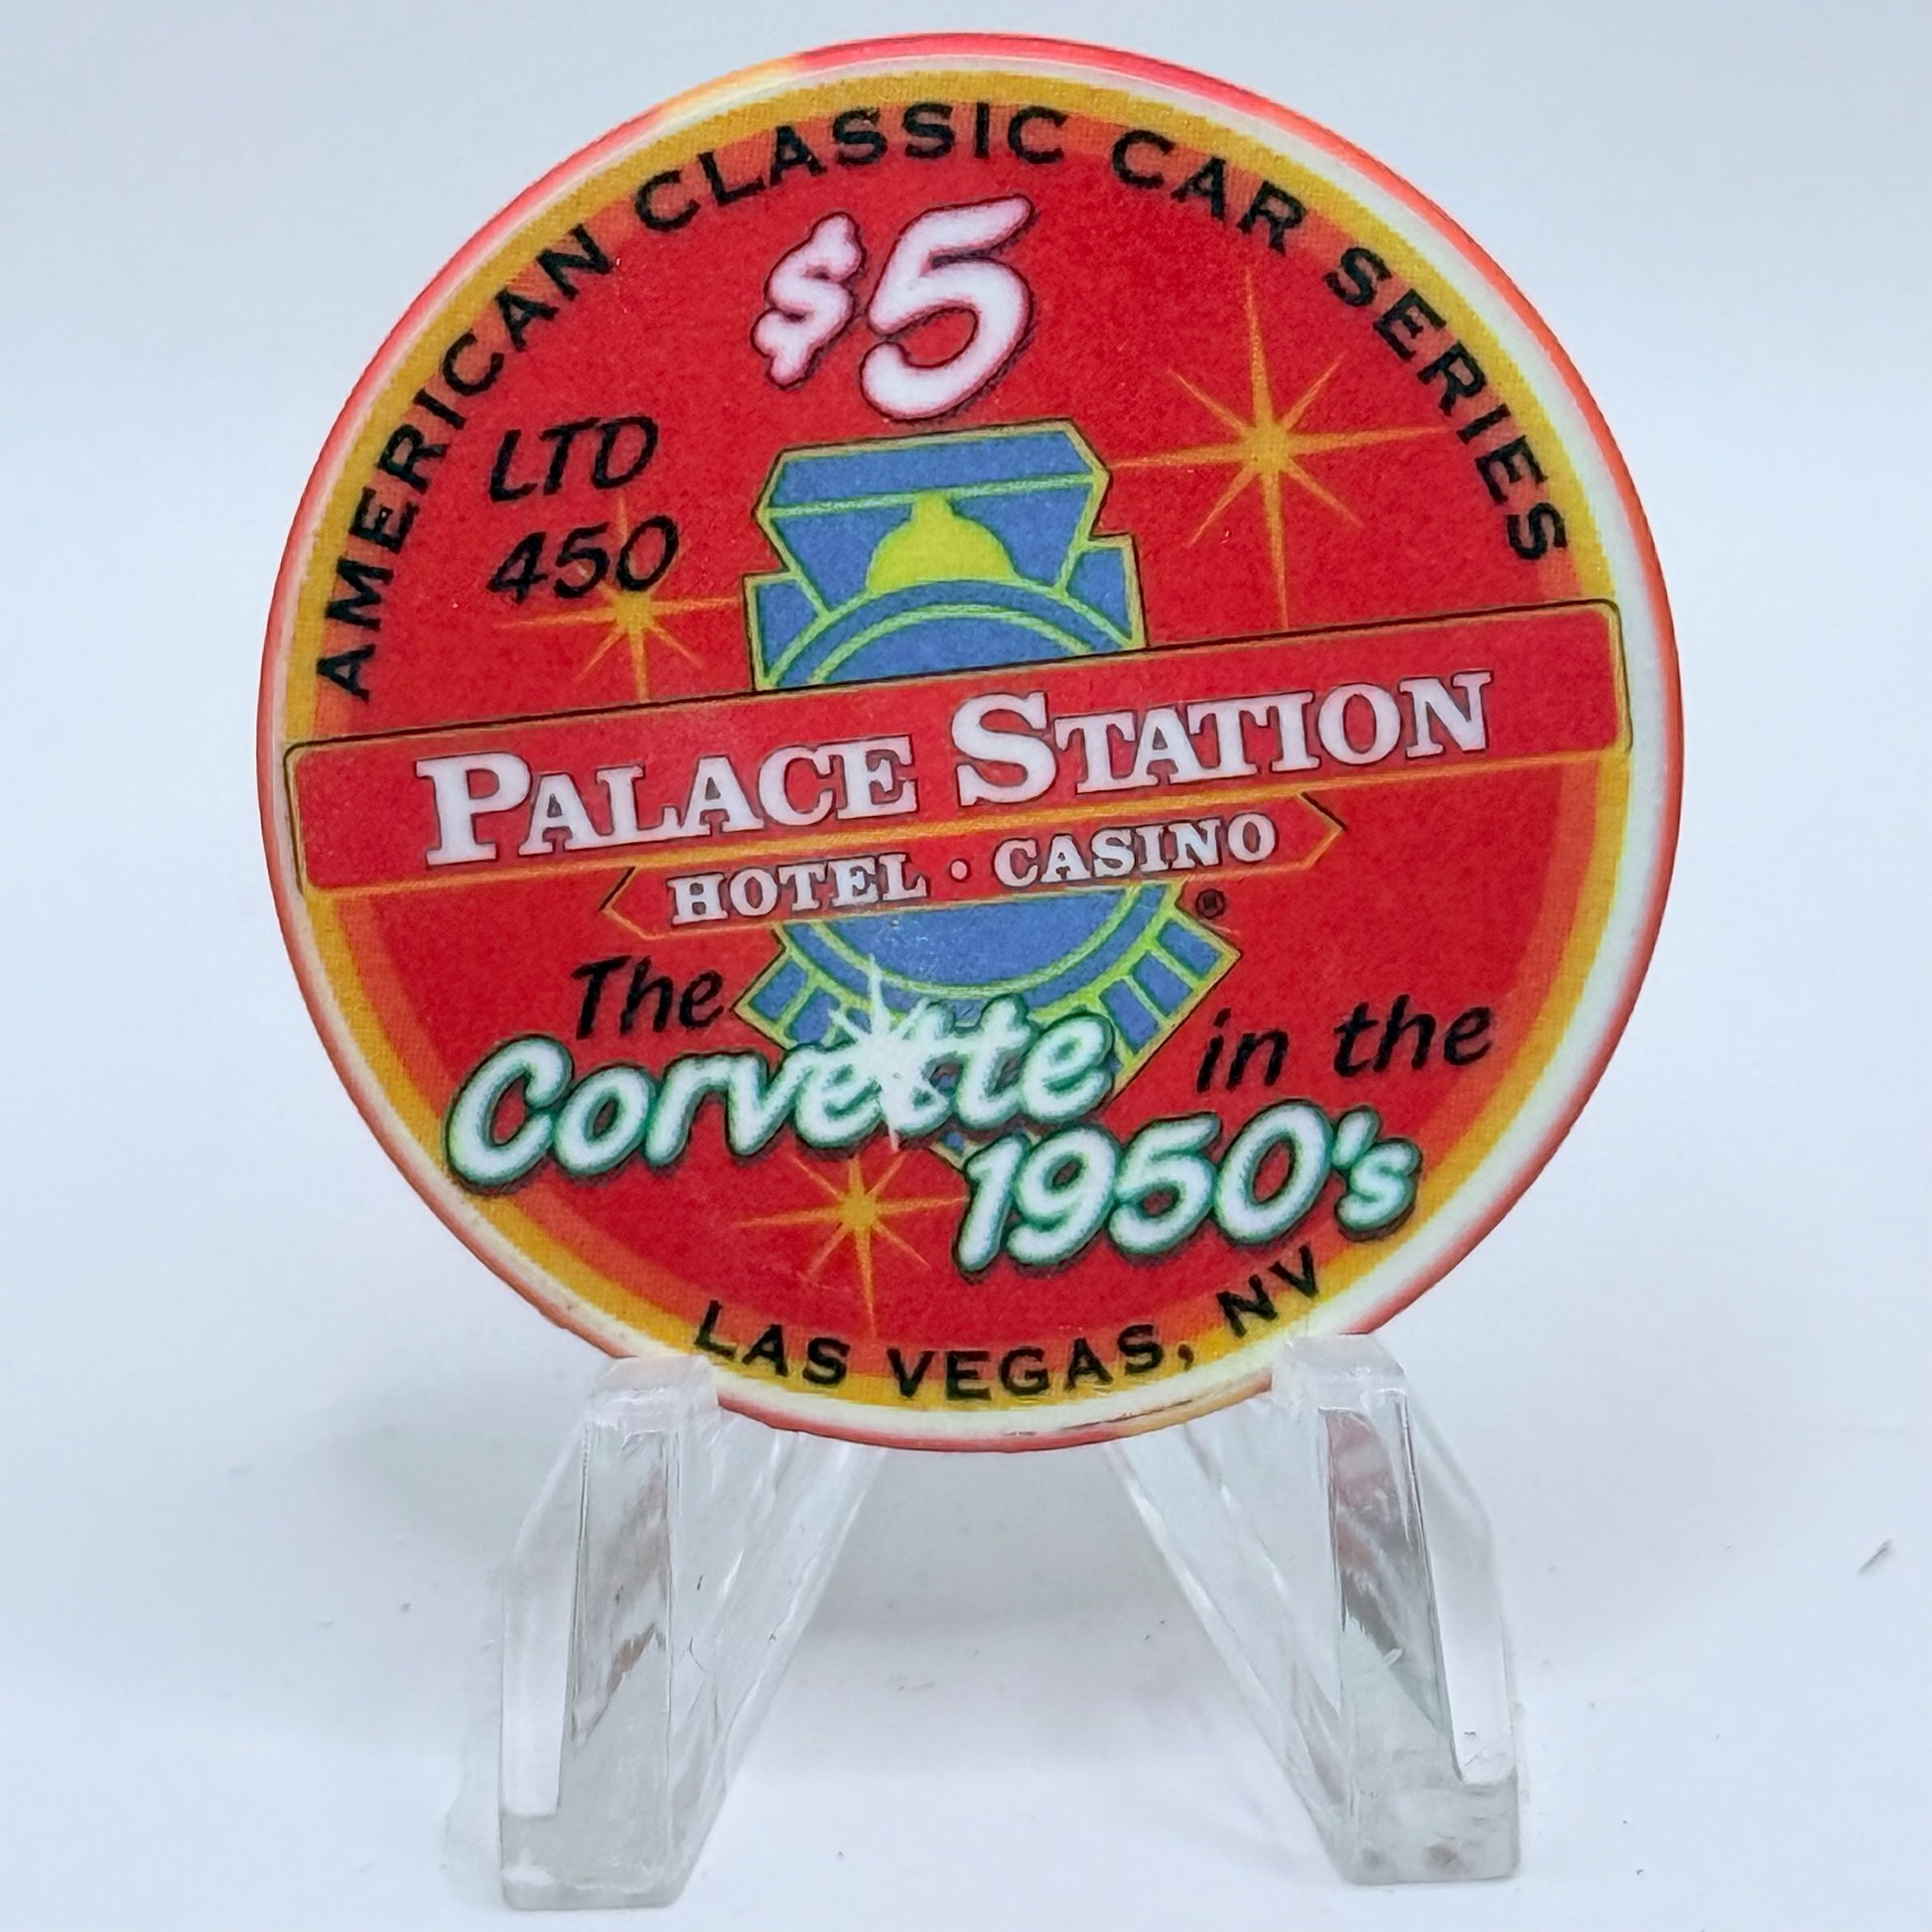 AMERICAN CLASSIC CAR SERIES
$5
LTD
450
PALACE STATION
HOTEL • CASINO
®
The
Corvette
in the
1950's
LAS VEGAS, NV